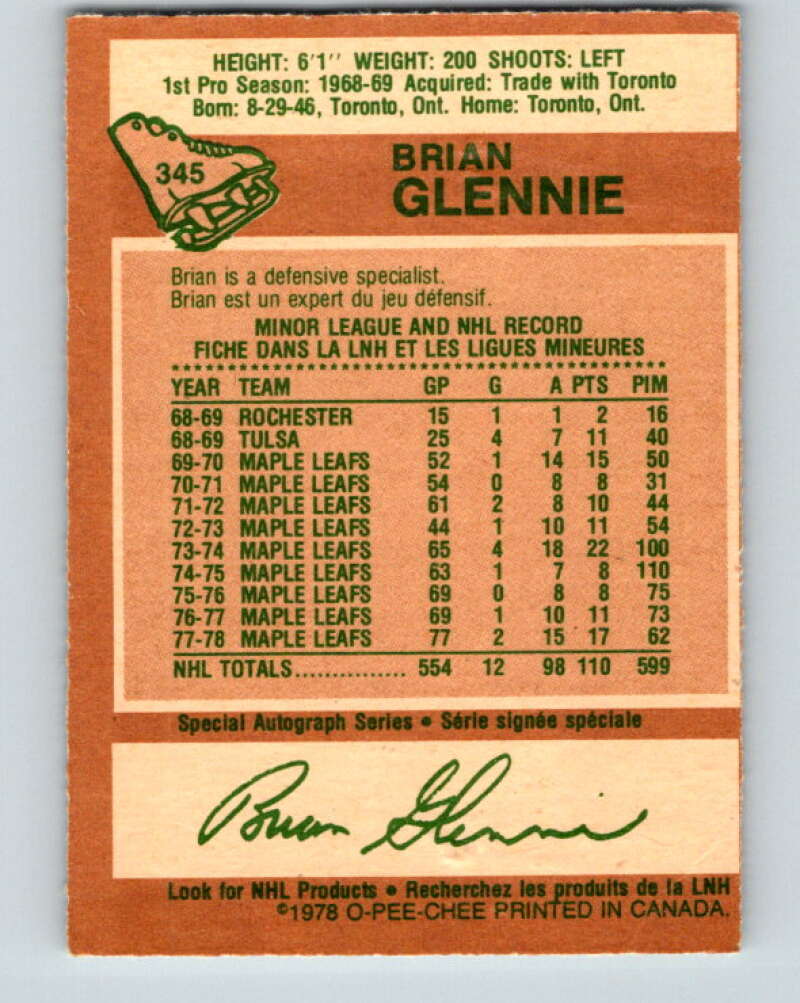 HEIGHT: 6'1" WEIGHT: 200 SHOOTS: LEFT
1st Pro Season: 1968-69 Acquired: Trade with Toronto
Born: 8-29-46, Toronto, Ont. Home: Toronto, Ont.
345
BRIAN
GLENNIE
Brian is a defensive specialist.
Brian est un expert du jeu défensif.
MINOR LEAGUE AND NHL RECORD
FICHE DANS LA LNH ET LES LIGUES MINEURES
YEAR TEAM GP G A PTS PIM
68-69 ROCHESTER 15 1 1 2 16
68-69 TULSA 25 4 7 11 40
69-70 MAPLE LEAFS 52 1 14 15 50
70-71 MAPLE LEAFS 54 0 8 8 31
71-72 MAPLE LEAFS 61 2 8 10 44
72-73 MAPLE LEAFS 44 1 10 11 54
73-74 MAPLE LEAFS 65 4 18 22 100
74-75 MAPLE LEAFS 63 1 7 8 110
75-76 MAPLE LEAFS 69 0 8 8 75
76-77 MAPLE LEAFS 69 1 10 11 73
77-78 MAPLE LEAFS 77 2 15 17 62
NHL TOTALS............... 554 12 98 110 599
Special Autograph Series • Série signée spéciale
Brian Glennie
Look for NHL Products • Recherchez les produits de la LNH
©1978 O-PEE-CHEE PRINTED IN CANADA.